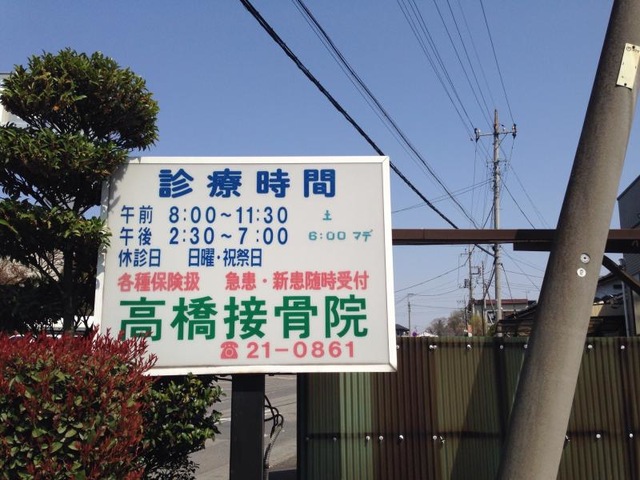 診療時間
午前 8:00～11:30 土
午後 2:30～7:00 6:00マデ
休診日 日曜・祝祭日
各種保険扱 急患・新患随時受付
高橋接骨院
☎21-0861